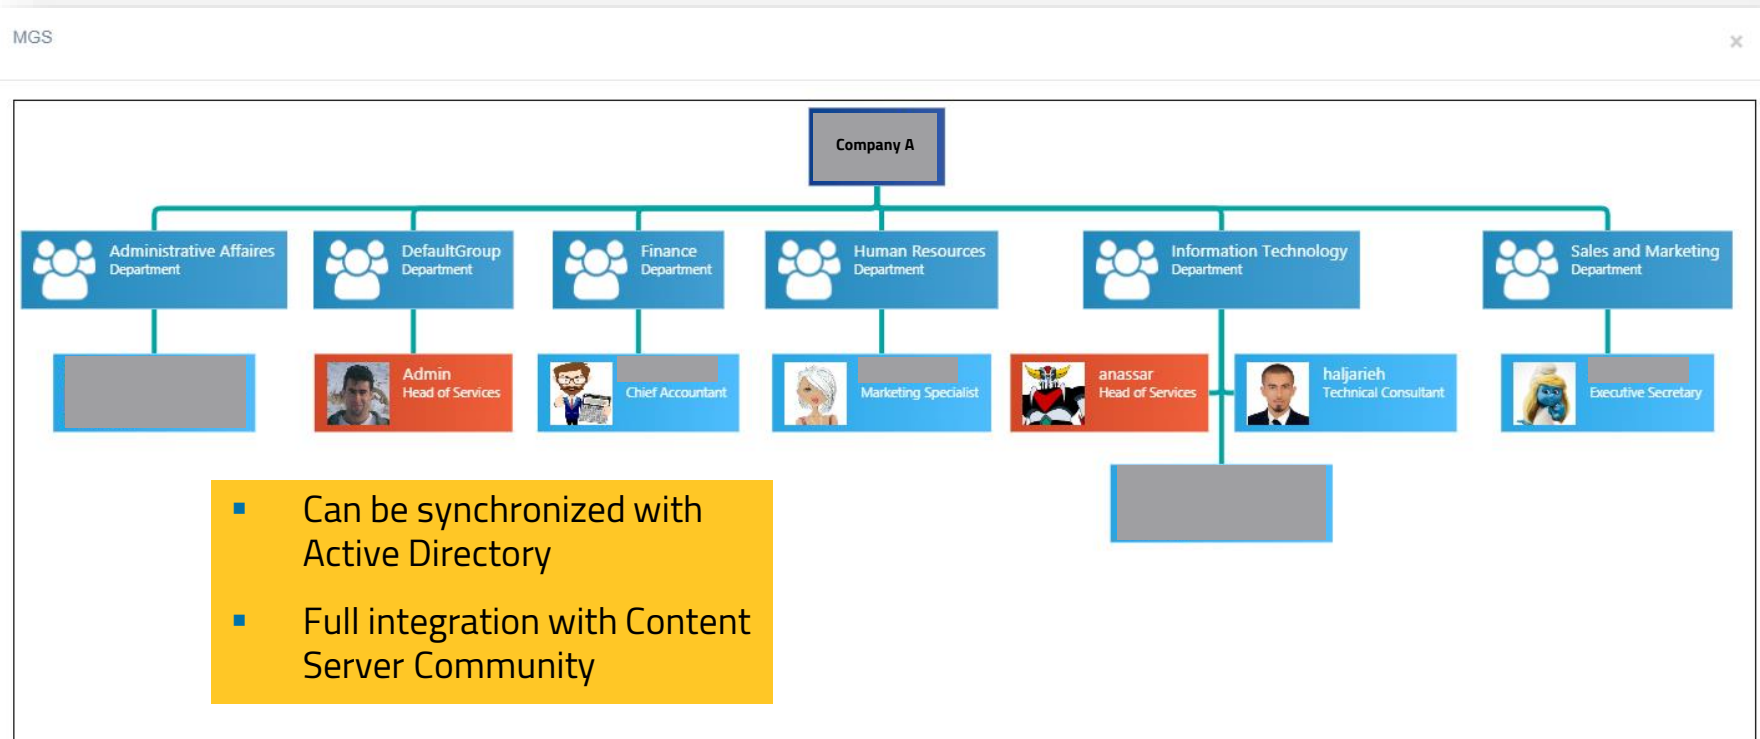 MGS
×
Company A
Administrative Affaires
Department
DefaultGroup
Department
Finance
Department
Human Resources
Department
Information Technology
Department
Sales and Marketing
Department
Admin
Head of Services
Chief Accountant
Marketing Specialist
anassar
Head of Services
haljarieh
Technical Consultant
Executive Secretary
Can be synchronized with
Active Directory
Full integration with Content
Server Community